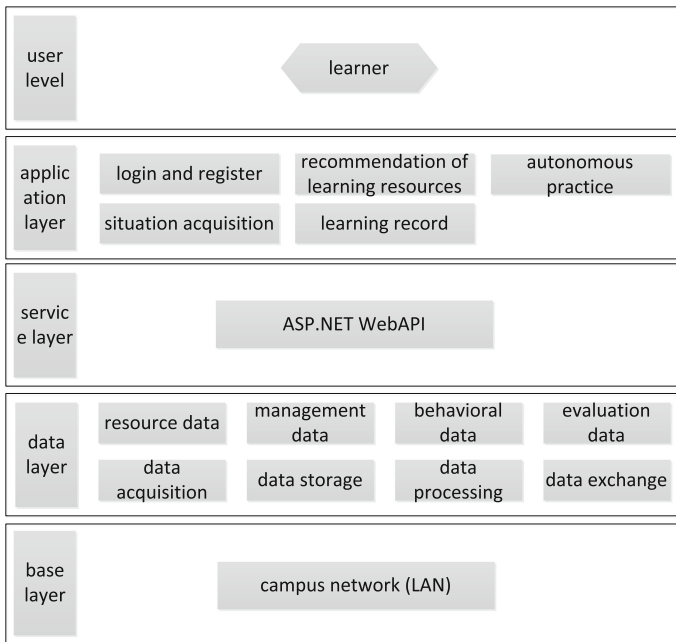 user
level
learner
applic
ation
layer
login and register
recommendation of
learning resources
autonomous
practice
situation acquisition
learning record
servic
e layer
ASP.NET WebAPI
data
layer
resource data
management
data
behavioral
data
evaluation
data
data
acquisition
data storage
data
processing
data exchange
base
layer
campus network (LAN)